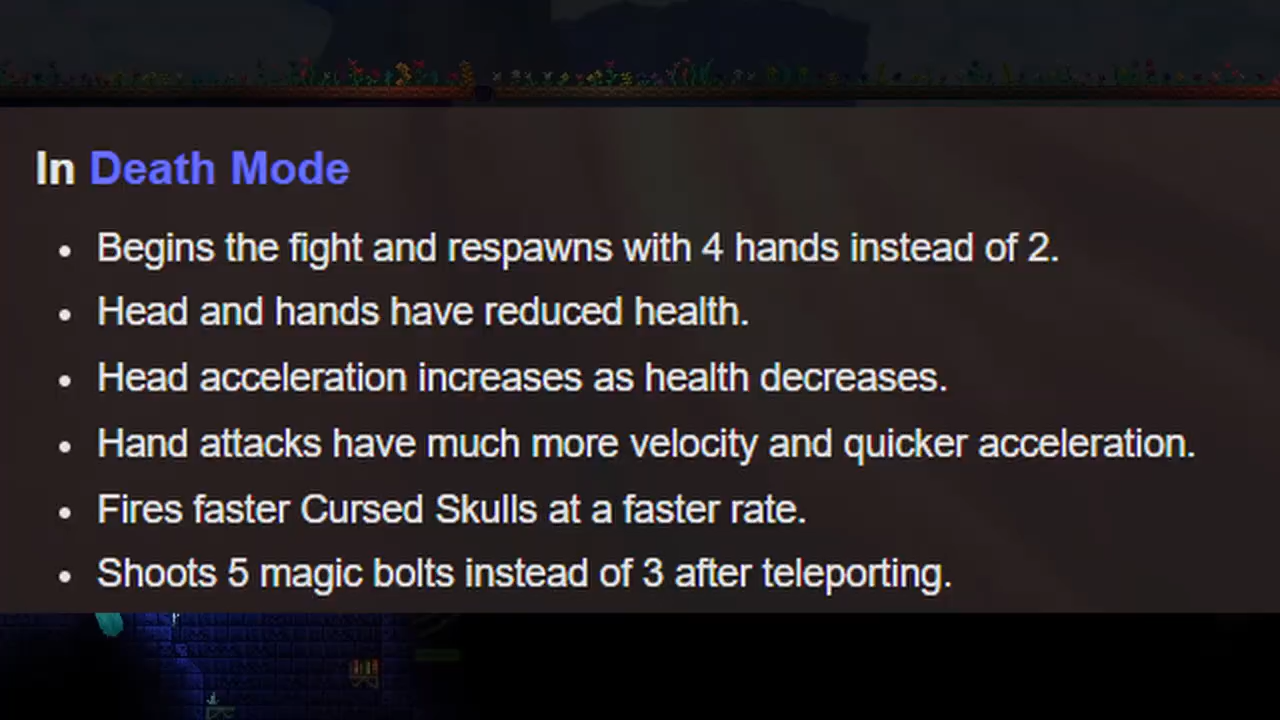 In Death Mode
• Begins the fight and respawns with 4 hands instead of 2.
• Head and hands have reduced health.
• Head acceleration increases as health decreases.
• Hand attacks have much more velocity and quicker acceleration.
• Fires faster Cursed Skulls at a faster rate.
• Shoots 5 magic bolts instead of 3 after teleporting.